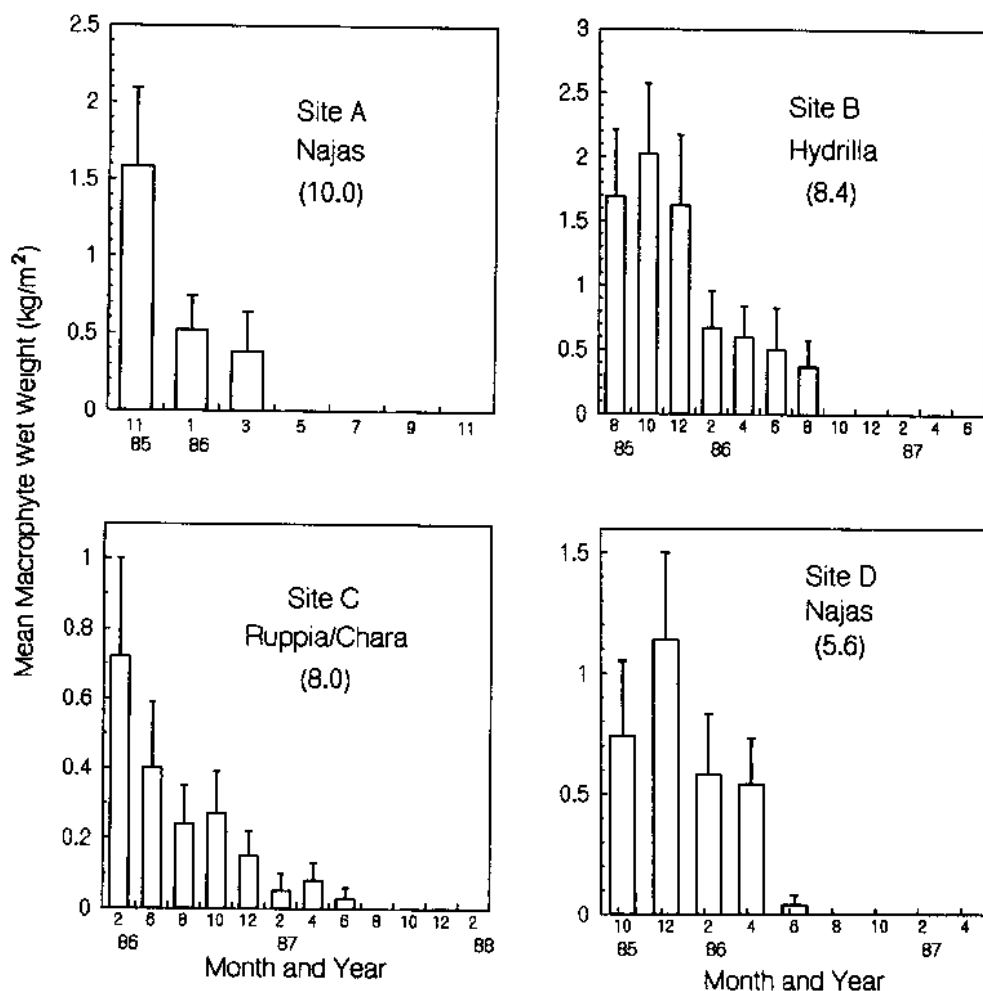 Mean Macrophyte Wet Weight (kg/m²)
2.5
2
1.5
1
0.5
0
Site A
Najas
(10.0)
11 1 3 5 7 9 11
85 86
3
2.5
2
1.5
1
0.5
0
Site B
Hydrilla
(8.4)
8 10 12 2 4 6 8 10 12 2 4 6
85 86 87
1
0.8
0.6
0.4
0.2
0
Site C
Ruppia/Chara
(8.0)
2 6 8 10 12 2 4 6 8 10 12 2
86 87 88
Month and Year
1.5
1
0.5
0
Site D
Najas
(5.6)
10 12 2 4 6 8 10 2 4
85 86 87
Month and Year